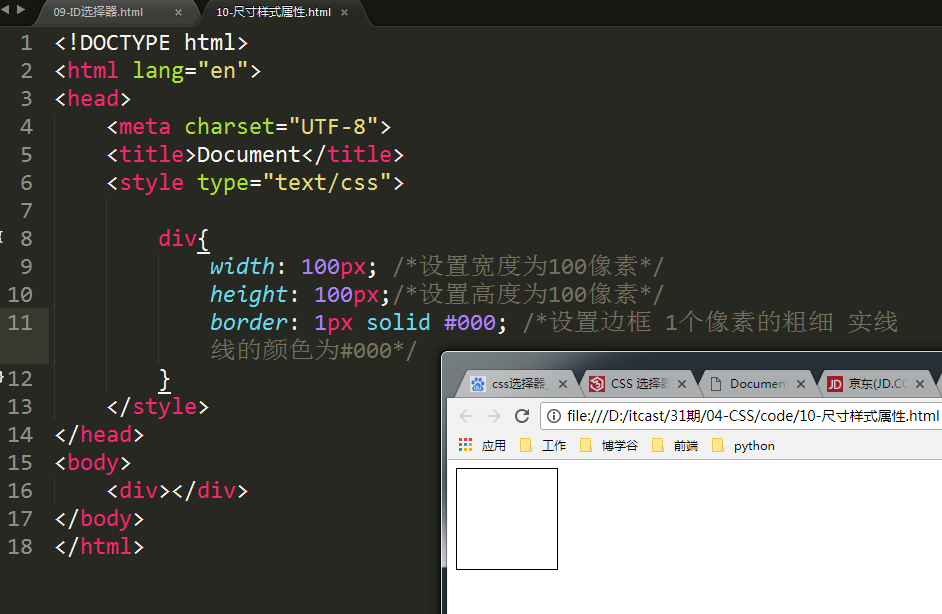 09-ID选择器.html × 10-尺寸样式属性.html ×
1 <!DOCTYPE html>
2 <html lang="en">
3 <head>
4 <meta charset="UTF-8">
5 <title>Document</title>
6 <style type="text/css">
7
8 div{
9 width: 100px; /*设置宽度为100像素*/
10 height: 100px;/*设置高度为100像素*/
11 border: 1px solid #000; /*设置边框 1个像素的粗细 实线
线的颜色为#000*/
12 }
13 </style>
14 </head>
15 <body>
16 <div></div>
17 </body>
18 </html>
css选择器_ × CSS 选择器 × Document × JD 京东(JD.CO ×
file:///D:/itcast/31期/04-CSS/code/10-尺寸样式属性.html
应用 工作 博学谷 前端 python